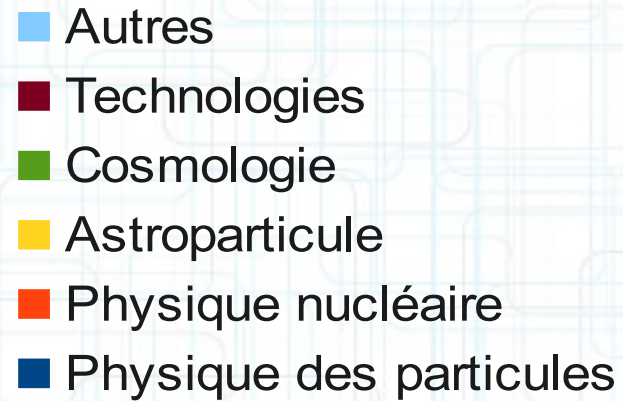 Autres
Technologies
Cosmologie
Astroparticule
Physique nucléaire
Physique des particules